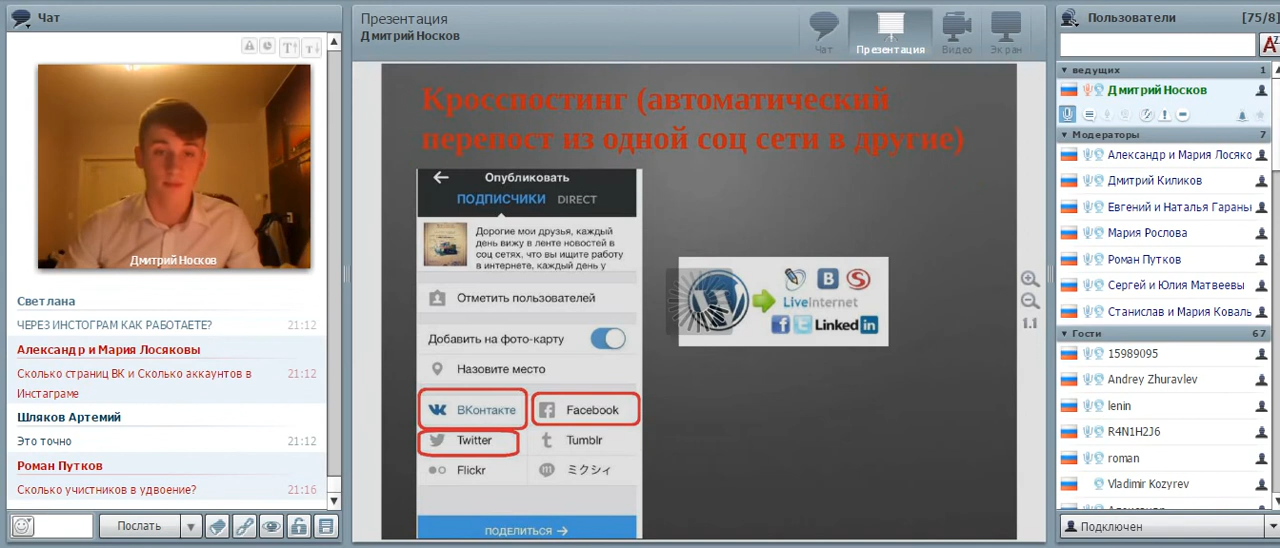 Чат
Дмитрий Носков
Светлана
ЧЕРЕЗ ИНСТОГРАМ КАК РАБОТАЕТЕ?
21:12
Александр и Мария Лосяковы
Сколько страниц ВК и Сколько аккаунтов в
21:12
Инстаграме
Шляков Артемий
Это точно
21:12
Роман Путков
Сколько участников в удвоение?
21:16
Послать
Презентация
Дмитрий Носков
Чат
Презентация
Видео
Экран
Кросспостинг (автоматический
перепост из одной соц сети в другие)
Опубликовать
ПОДПИСЧИКИ DIRECT
Дорогие мои друзья, каждый
день вижу в ленте новостей в
соц сетях, что вы ищите работу
в интернете, каждый день у
Отметить пользователей
Добавить на фото-карту
Назовите место
ВКонтакте
Facebook
Twitter
Tumblr
Flickr
ミクシィ
ПОДЕЛИТЬСЯ →
LiveInternet
Linked in
1.1
Пользователи [75/8]
ведущих 1
Дмитрий Носков
Модераторы 7
Александр и Мария Лосяко
Дмитрий Киликов
Евгений и Наталья Гараны
Мария Рослова
Роман Путков
Сергей и Юлия Матвеевы
Станислав и Мария Коваль
Гости 67
15989095
Andrey Zhuravlev
lenin
R4N1H2J6
roman
Vladimir Kozyrev
Подключен